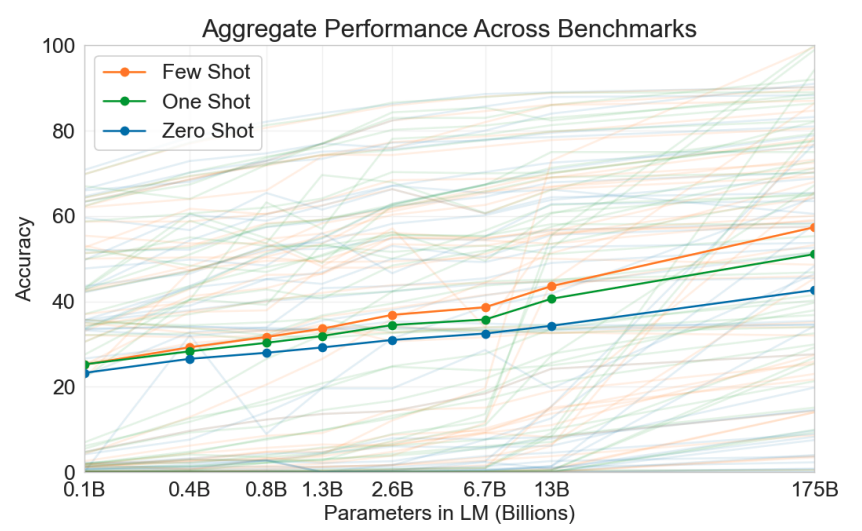 Aggregate Performance Across Benchmarks
100
80
60
40
20
0
Accuracy
Few Shot
One Shot
Zero Shot
0.1B 0.4B 0.8B 1.3B 2.6B 6.7B 13B 175B
Parameters in LM (Billions)